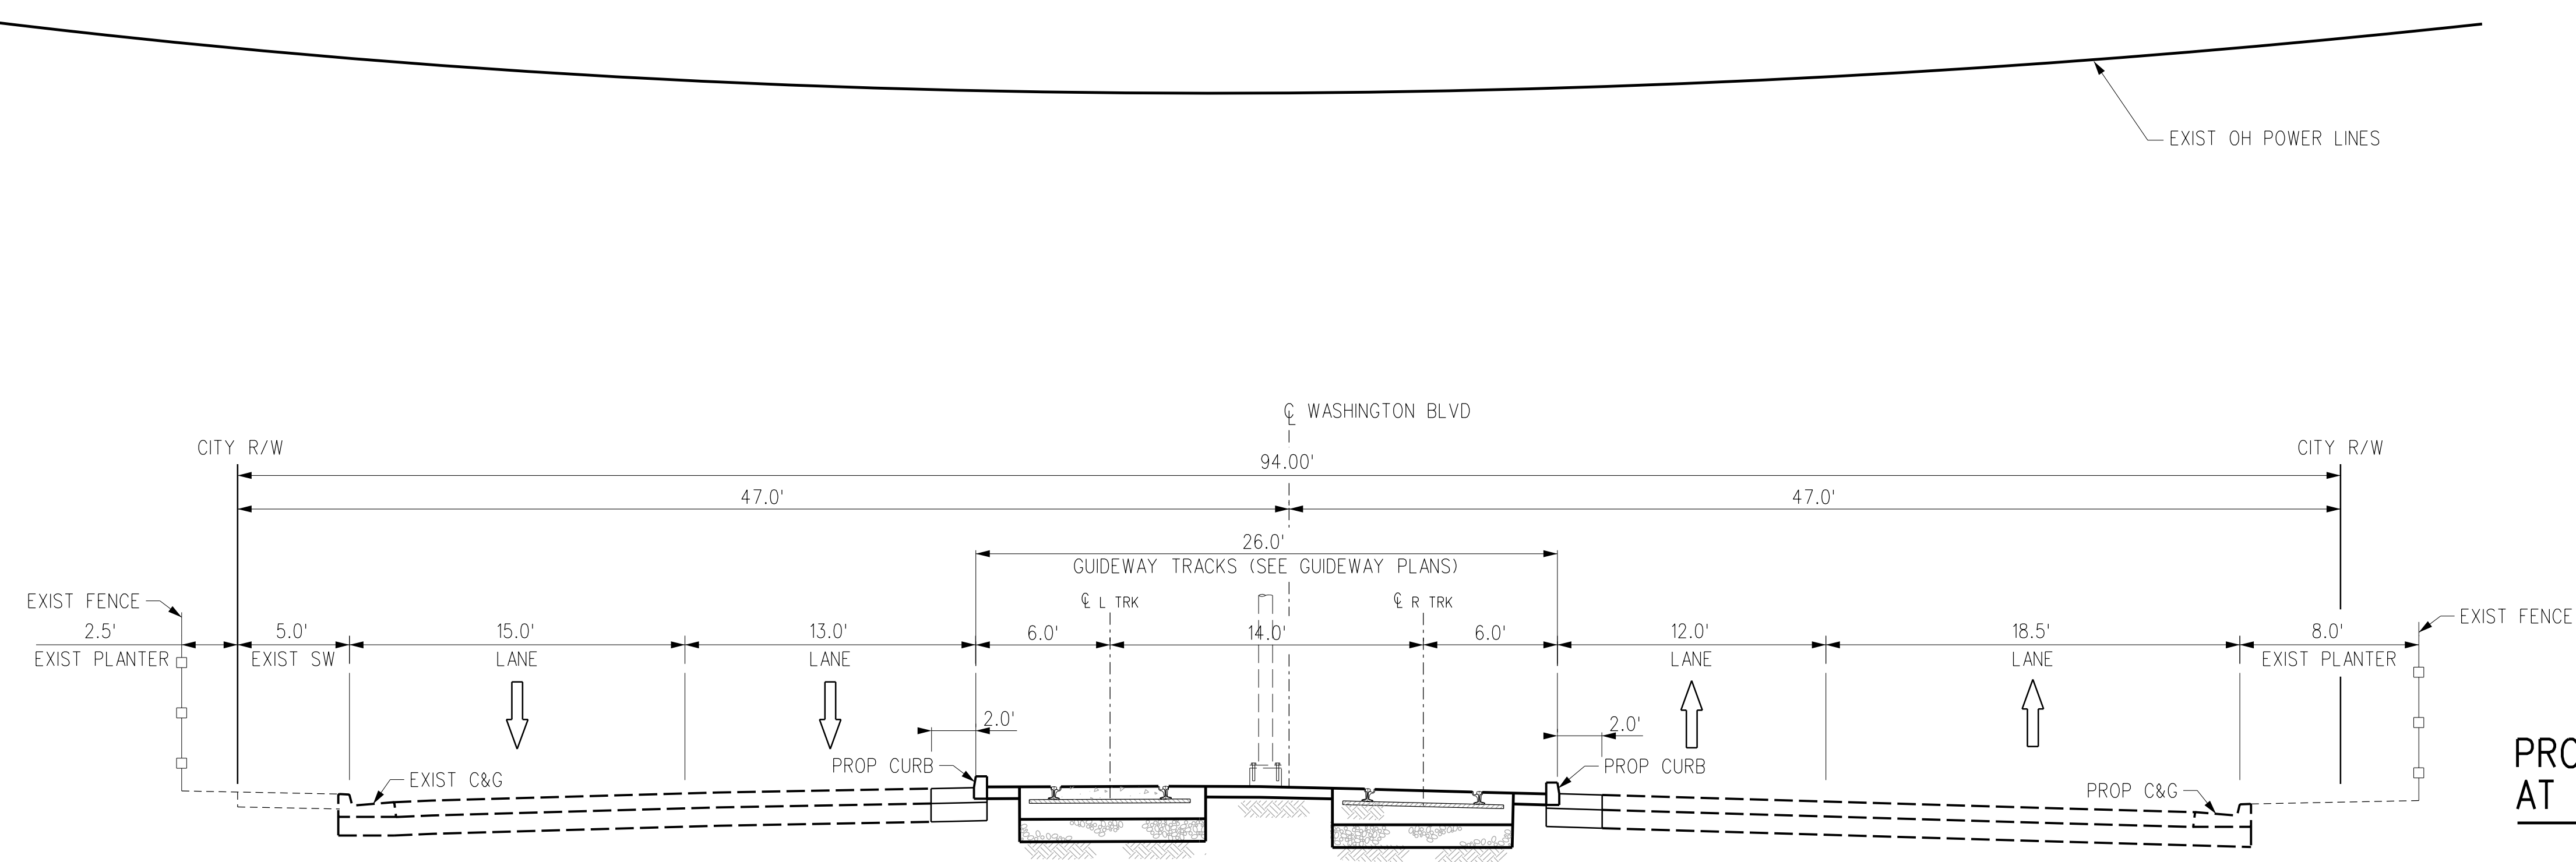 EXIST OH POWER LINES
℄ WASHINGTON BLVD
CITY R/W
CITY R/W
94.00'
47.0'
47.0'
26.0'
GUIDEWAY TRACKS (SEE GUIDEWAY PLANS)
EXIST FENCE
℄ L TRK
℄ R TRK
EXIST FENCE
2.5'
5.0'
15.0'
13.0'
6.0'
14.0'
6.0'
12.0'
18.5'
8.0'
EXIST PLANTER
EXIST SW
LANE
LANE
LANE
LANE
EXIST PLANTER
2.0'
2.0'
PROP CURB
PROP CURB
EXIST C&G
PROP C&G
AT